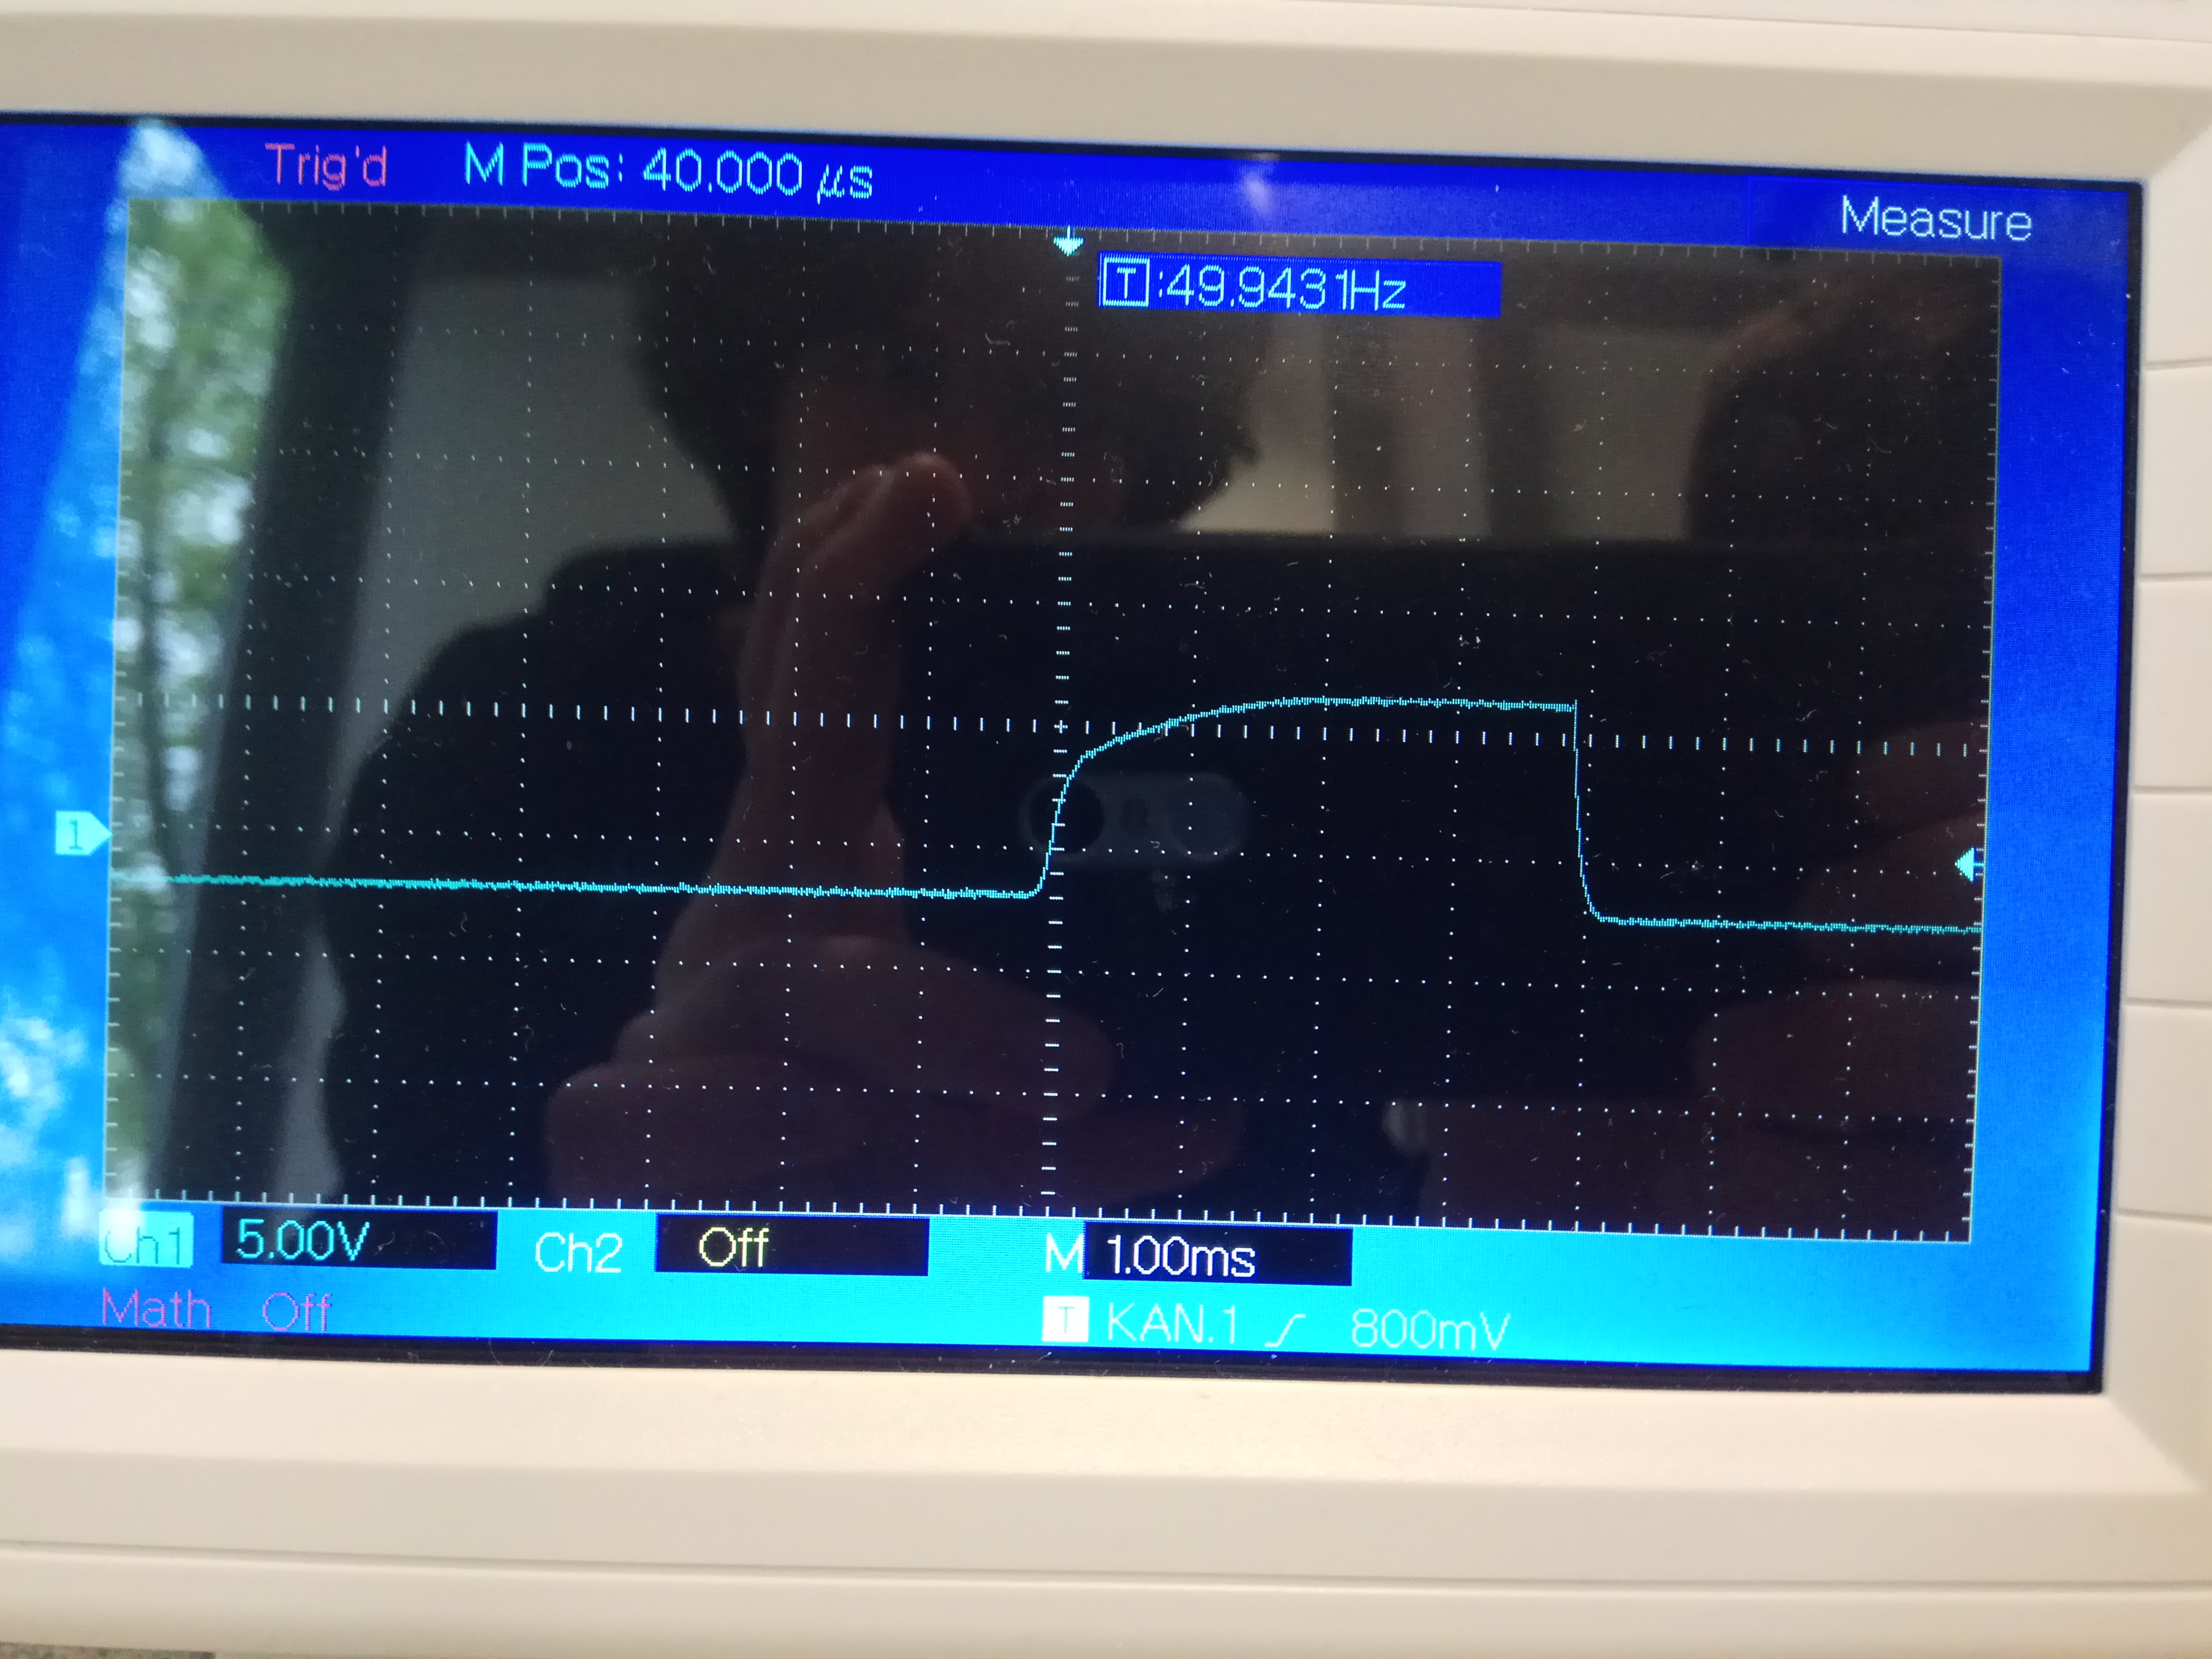 Trig'd M Pos: 40.000 µs
Measure
T:49.9431Hz
1
Ch1 5.00V Ch2 Off M 1.00ms
Math Off T KAN.1 800mV